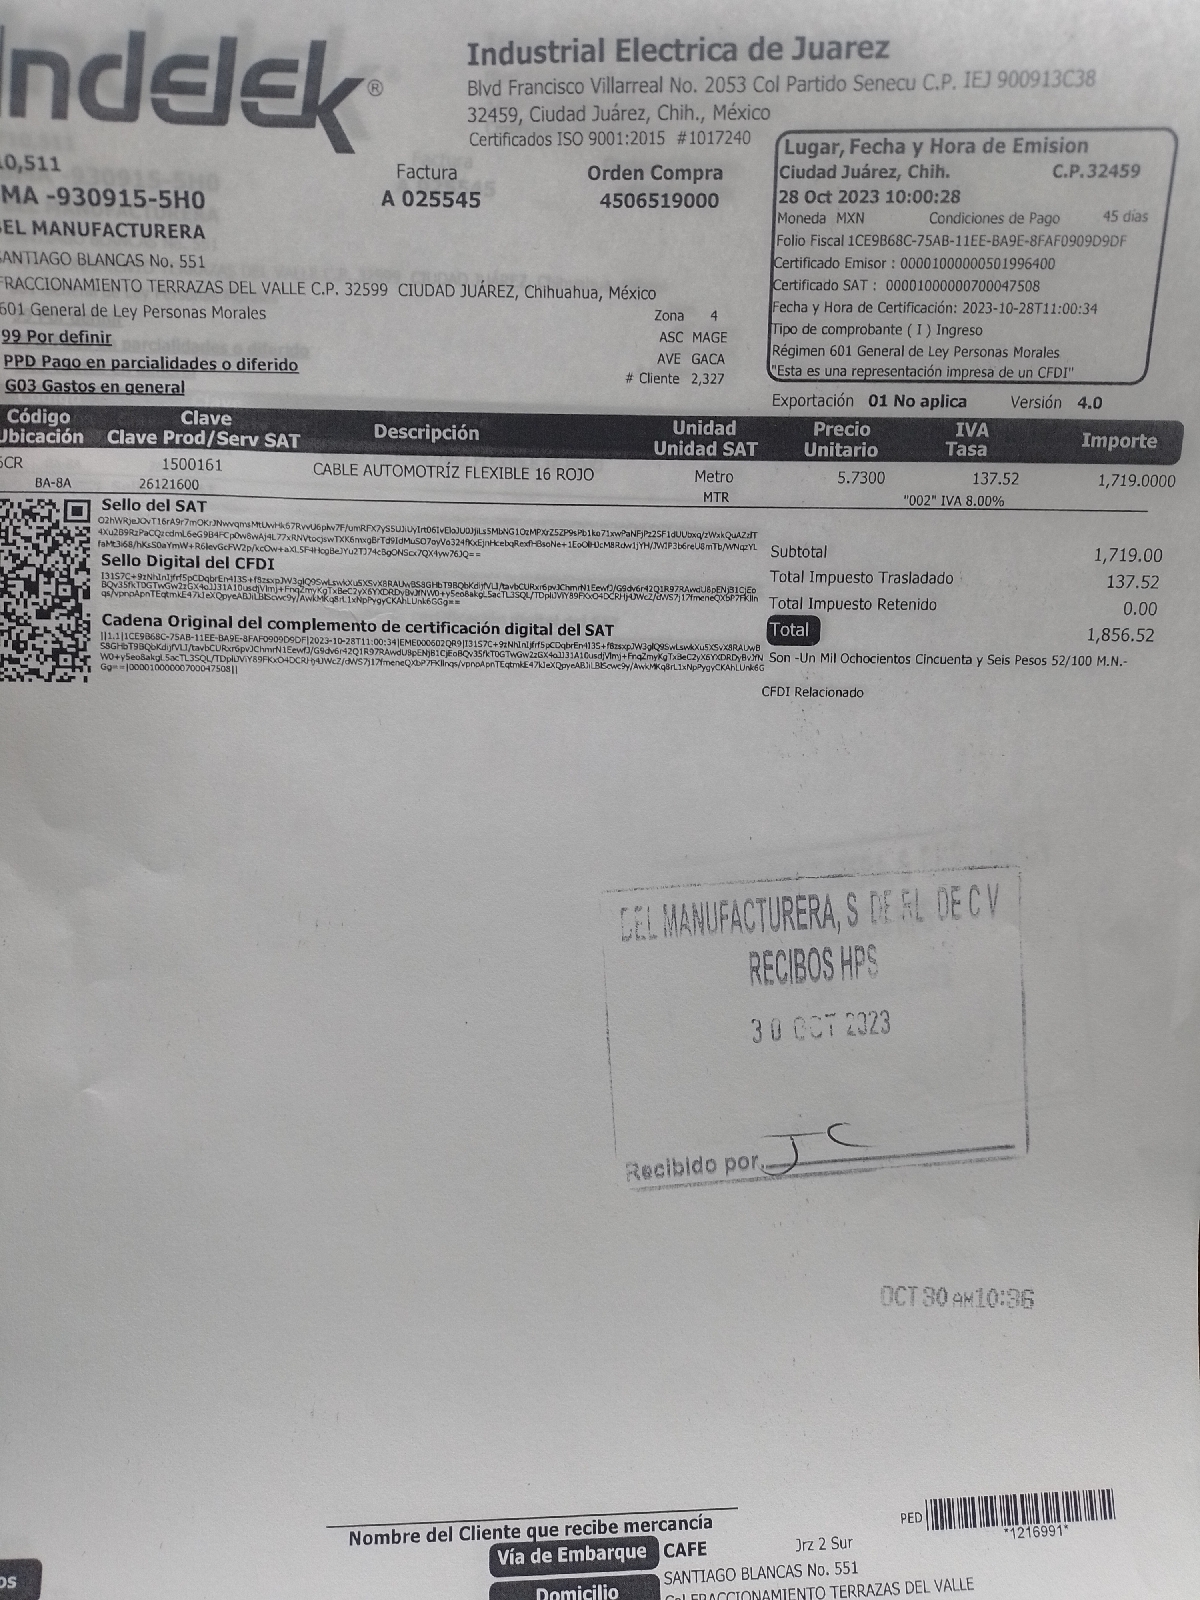 Indelek®
Industrial Electrica de Juarez
Blvd Francisco Villarreal No. 2053 Col Partido Senecu C.P. IEJ 900913C38
32459, Ciudad Juárez, Chih., México
Certificados ISO 9001:2015 #1017240
0,511
Factura
Orden Compra
MA -930915-5H0
A 025545
4506519000
EL MANUFACTURERA
SANTIAGO BLANCAS No. 551
FRACCIONAMIENTO TERRAZAS DEL VALLE C.P. 32599 CIUDAD JUÁREZ, Chihuahua, México
601 General de Ley Personas Morales
99 Por definir
PPD Pago en parcialidades o diferido
G03 Gastos en general
Zona 4
ASC MAGE
AVE GACA
# Cliente 2,327
Lugar, Fecha y Hora de Emision
Ciudad Juárez, Chih. C.P. 32459
28 Oct 2023 10:00:28
Moneda MXN Condiciones de Pago 45 días
Folio Fiscal 1CE9B68C-75AB-11EE-BA9E-8FAF0909D9DF
Certificado Emisor : 00001000000501996400
Certificado SAT : 00001000000700047508
Fecha y Hora de Certificación: 2023-10-28T11:00:34
Tipo de comprobante ( I ) Ingreso
Régimen 601 General de Ley Personas Morales
"Esta es una representación impresa de un CFDI"
Exportación 01 No aplica Versión 4.0
Código Clave Descripción Unidad Precio IVA Importe
Ubicación Clave Prod/Serv SAT Unidad SAT Unitario Tasa
CR 1500161 CABLE AUTOMOTRÍZ FLEXIBLE 16 ROJO Metro 5.7300 137.52 1,719.0000
BA-8A 26121600 MTR "002" IVA 8.00%
Sello del SAT
Sello Digital del CFDI
Cadena Original del complemento de certificación digital del SAT
Subtotal 1,719.00
Total Impuesto Trasladado 137.52
Total Impuesto Retenido 0.00
Total 1,856.52
Son -Un Mil Ochocientos Cincuenta y Seis Pesos 52/100 M.N.-
CFDI Relacionado
MANUFACTURERA, S DE RL DE C V
RECIBOS HPS
30 OCT 2023
Recibido por. JC
OCT 30 AM 10:36
Nombre del Cliente que recibe mercancía
PED
*1216991*
Vía de Embarque CAFE Jrz 2 Sur
Domicilio SANTIAGO BLANCAS No. 551
FRACCIONAMIENTO TERRAZAS DEL VALLE
os